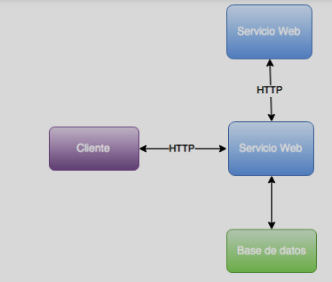 Servicio Web
HTTP
Cliente
HTTP
Servicio Web
Base de datos